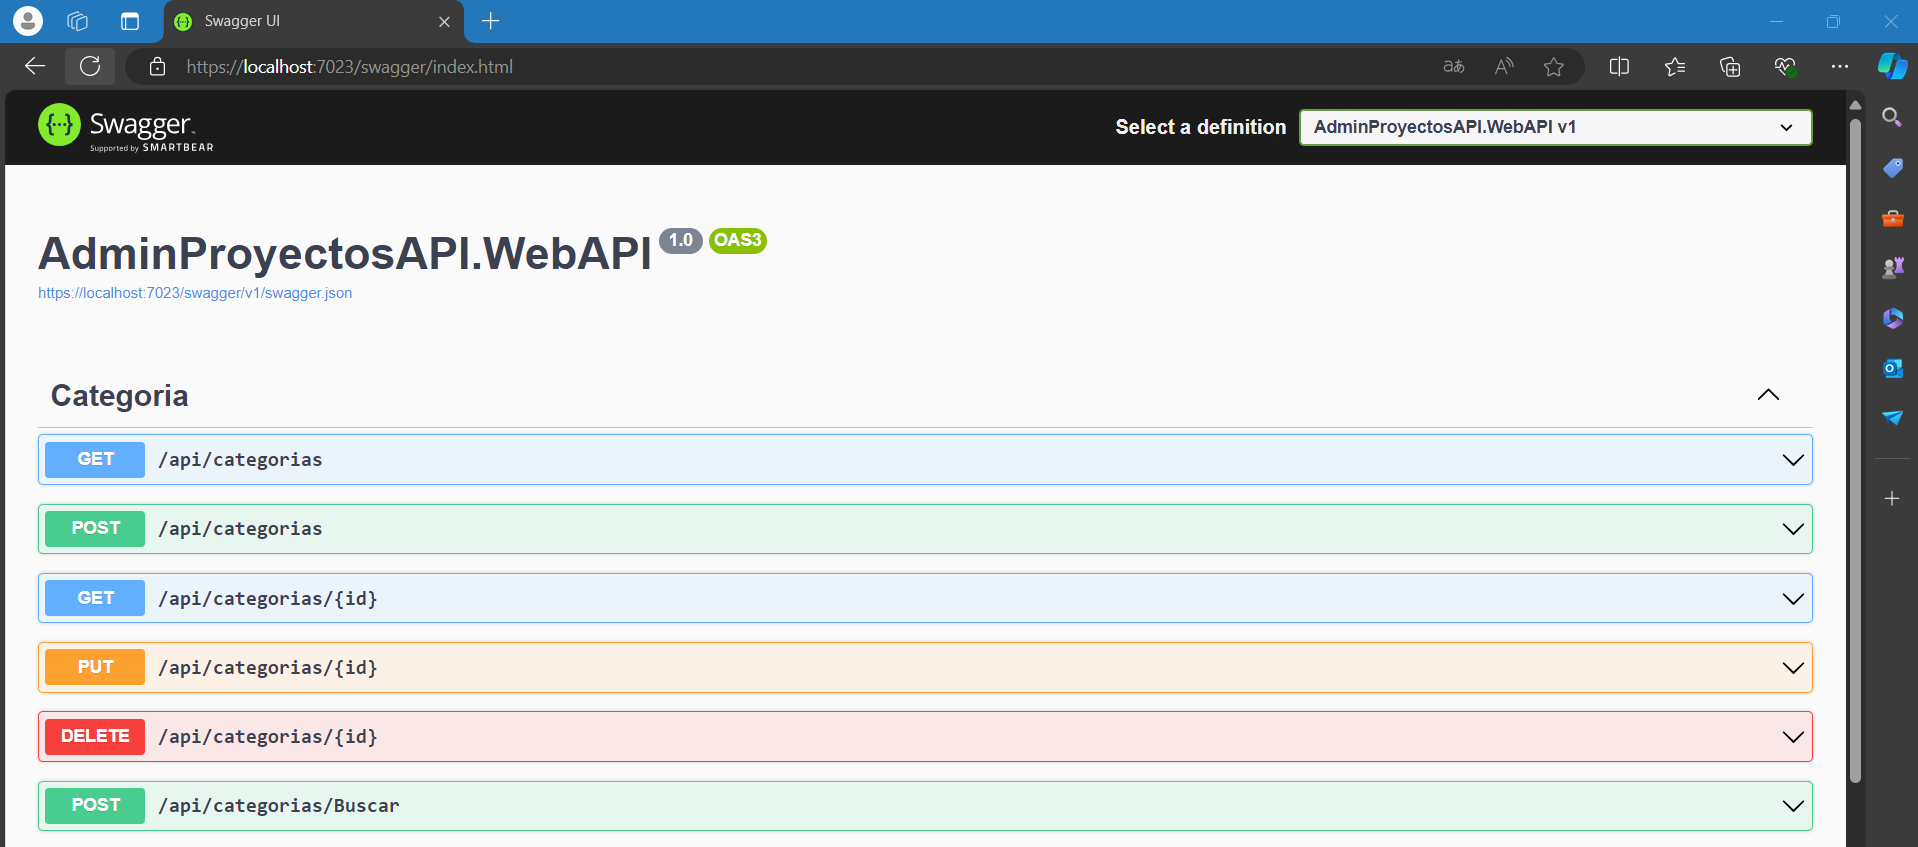 Swagger UI
https://localhost:7023/swagger/index.html
Swagger
Supported by SMARTBEAR
Select a definition
AdminProyectosAPI.WebAPI v1
AdminProyectosAPI.WebAPI 1.0 OAS3
https://localhost:7023/swagger/v1/swagger.json
Categoria
GET /api/categorias
POST /api/categorias
GET /api/categorias/{id}
PUT /api/categorias/{id}
DELETE /api/categorias/{id}
POST /api/categorias/Buscar